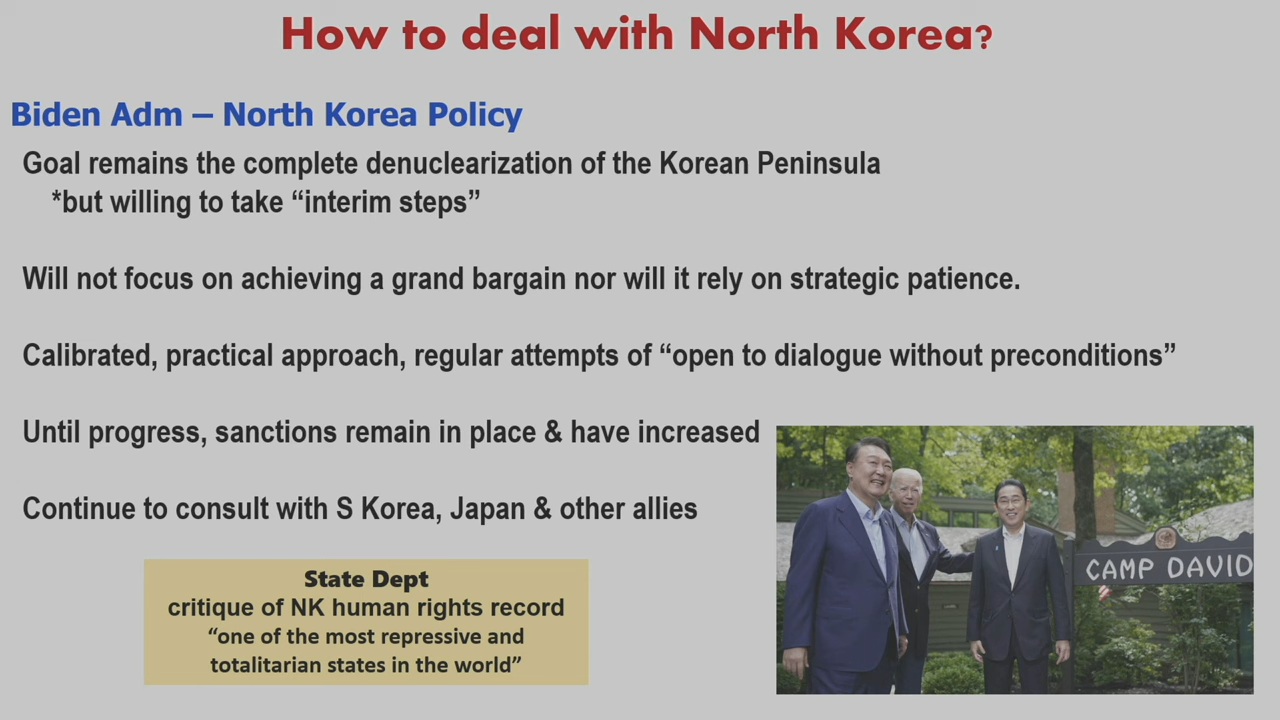 How to deal with North Korea?
Biden Adm – North Korea Policy
Goal remains the complete denuclearization of the Korean Peninsula
*but willing to take “interim steps”
Will not focus on achieving a grand bargain nor will it rely on strategic patience.
Calibrated, practical approach, regular attempts of “open to dialogue without preconditions”
Until progress, sanctions remain in place & have increased
Continue to consult with S Korea, Japan & other allies
CAMP DAVID
State Dept
critique of NK human rights record
“one of the most repressive and
totalitarian states in the world”